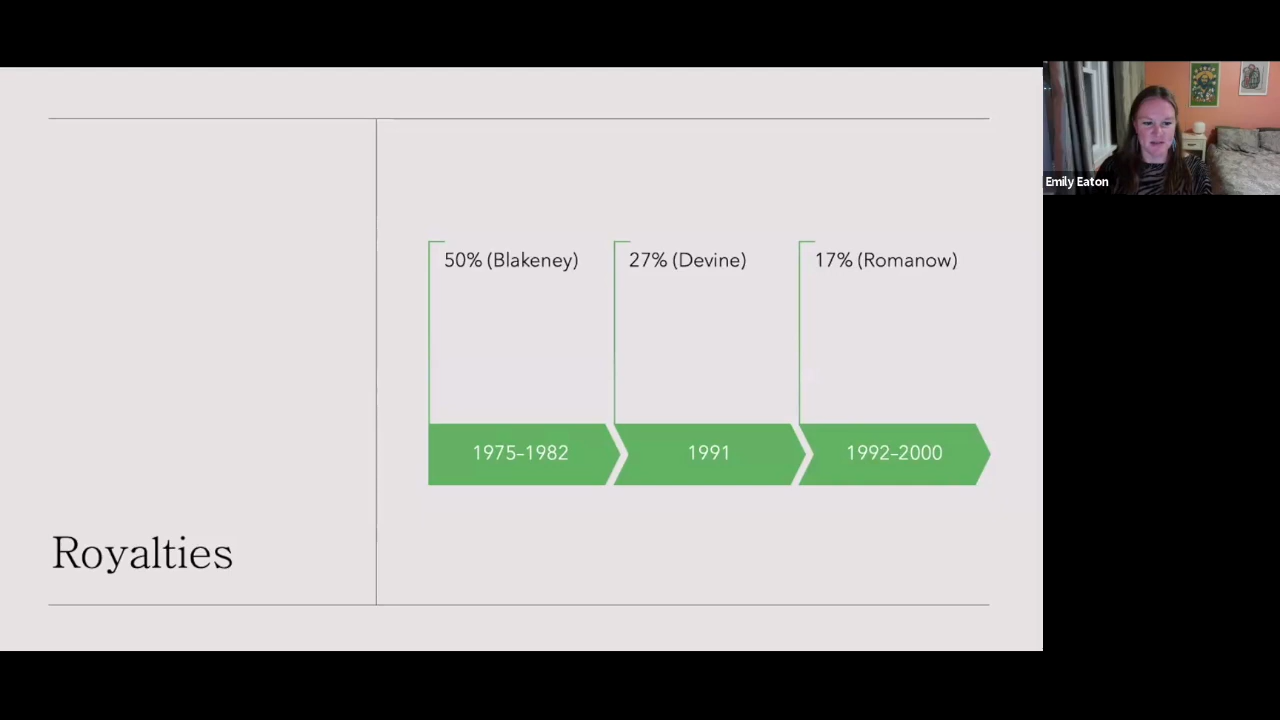 50% (Blakeney)
27% (Devine)
17% (Romanow)
1975–1982
1991
1992–2000
Royalties
Emily Eaton